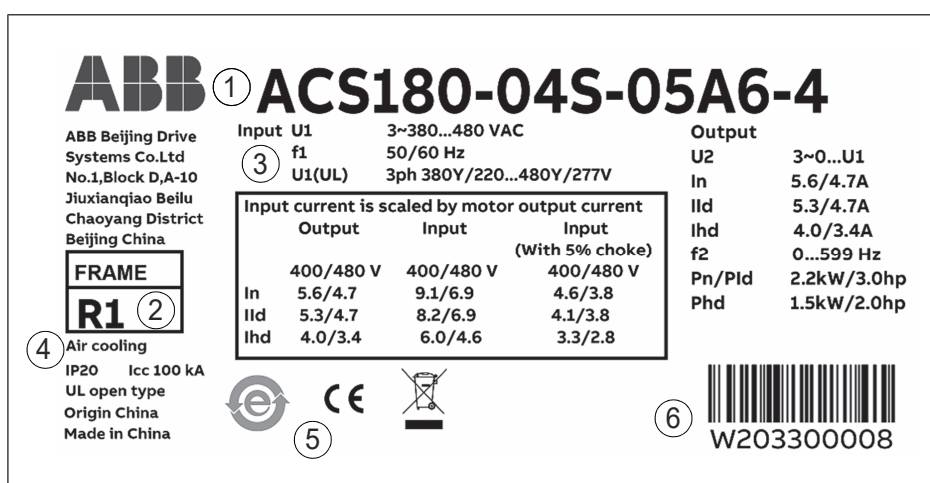 ABB
1
ACS180-04S-05A6-4
ABB Beijing Drive
Systems Co.Ltd
No.1,Block D,A-10
Jiuxianqiao Beilu
Chaoyang District
Beijing China
FRAME
R1
2
4
Air cooling
IP20 Icc 100 kA
UL open type
Origin China
Made in China
Input U1 3~380...480 VAC
3
f1 50/60 Hz
U1(UL) 3ph 380Y/220...480Y/277V
Input current is scaled by motor output current
Output Input Input
(With 5% choke)
400/480 V 400/480 V 400/480 V
In 5.6/4.7 9.1/6.9 4.6/3.8
Ild 5.3/4.7 8.2/6.9 4.1/3.8
Ihd 4.0/3.4 6.0/4.6 3.3/2.8
Output
U2 3~0...U1
In 5.6/4.7A
Ild 5.3/4.7A
Ihd 4.0/3.4A
f2 0...599 Hz
Pn/Pld 2.2kW/3.0hp
Phd 1.5kW/2.0hp
e
CE
5
6
W203300008